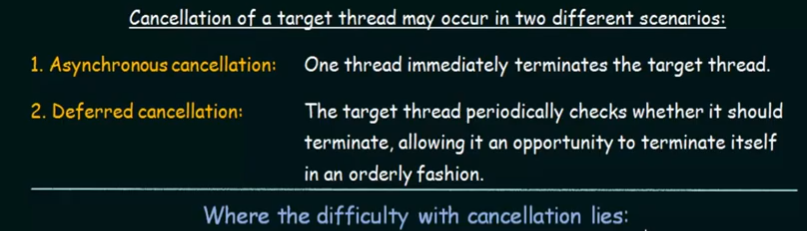 Cancellation of a target thread may occur in two different scenarios:
1. Asynchronous cancellation: One thread immediately terminates the target thread.
2. Deferred cancellation: The target thread periodically checks whether it should
terminate, allowing it an opportunity to terminate itself
in an orderly fashion.
Where the difficulty with cancellation lies: